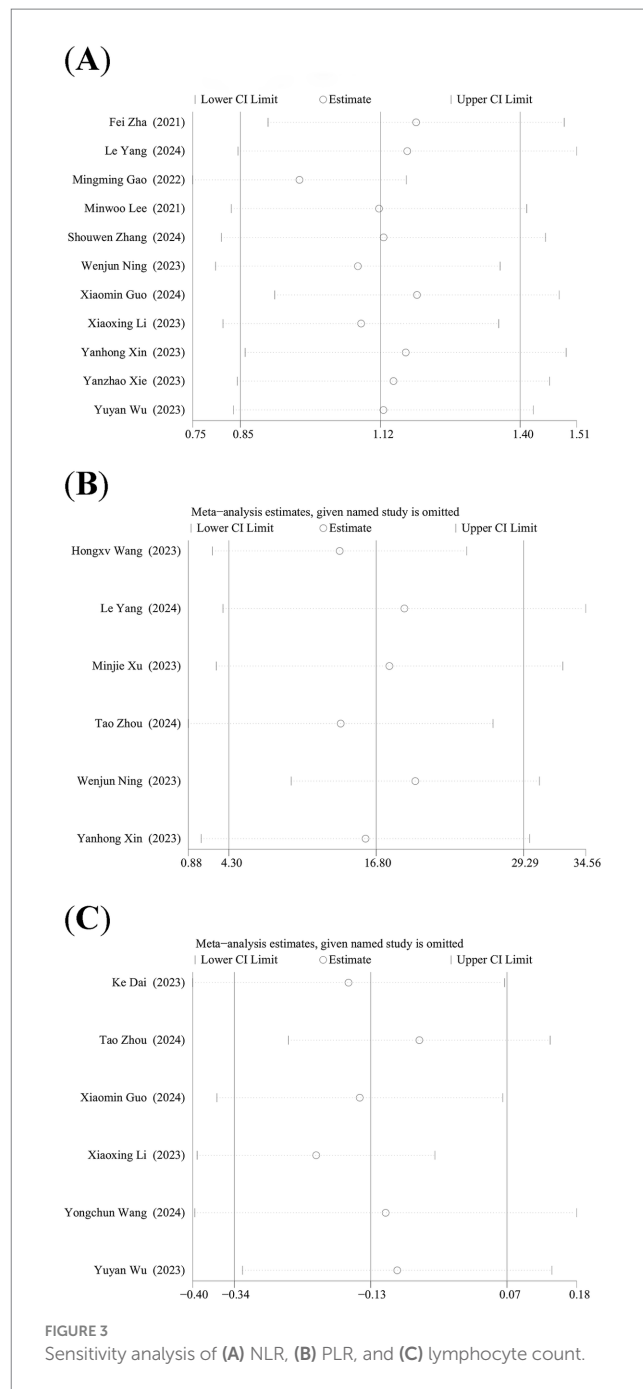 (A)
Lower CI Limit Estimate Upper CI Limit
Fei Zha (2021)
Le Yang (2024)
Mingming Gao (2022)
Minwoo Lee (2021)
Shouwen Zhang (2024)
Wenjun Ning (2023)
Xiaomin Guo (2024)
Xiaoxing Li (2023)
Yanhong Xin (2023)
Yanzhao Xie (2023)
Yuyan Wu (2023)
0.75 0.85 1.12 1.40 1.51
(B)
Meta−analysis estimates, given named study is omitted
Lower CI Limit Estimate Upper CI Limit
Hongxv Wang (2023)
Le Yang (2024)
Minjie Xu (2023)
Tao Zhou (2024)
Wenjun Ning (2023)
Yanhong Xin (2023)
0.88 4.30 16.80 29.29 34.56
(C)
Meta−analysis estimates, given named study is omitted
Lower CI Limit Estimate Upper CI Limit
Ke Dai (2023)
Tao Zhou (2024)
Xiaomin Guo (2024)
Xiaoxing Li (2023)
Yongchun Wang (2024)
Yuyan Wu (2023)
−0.40 −0.34 −0.13 0.07 0.18
FIGURE 3
Sensitivity analysis of (A) NLR, (B) PLR, and (C) lymphocyte count.